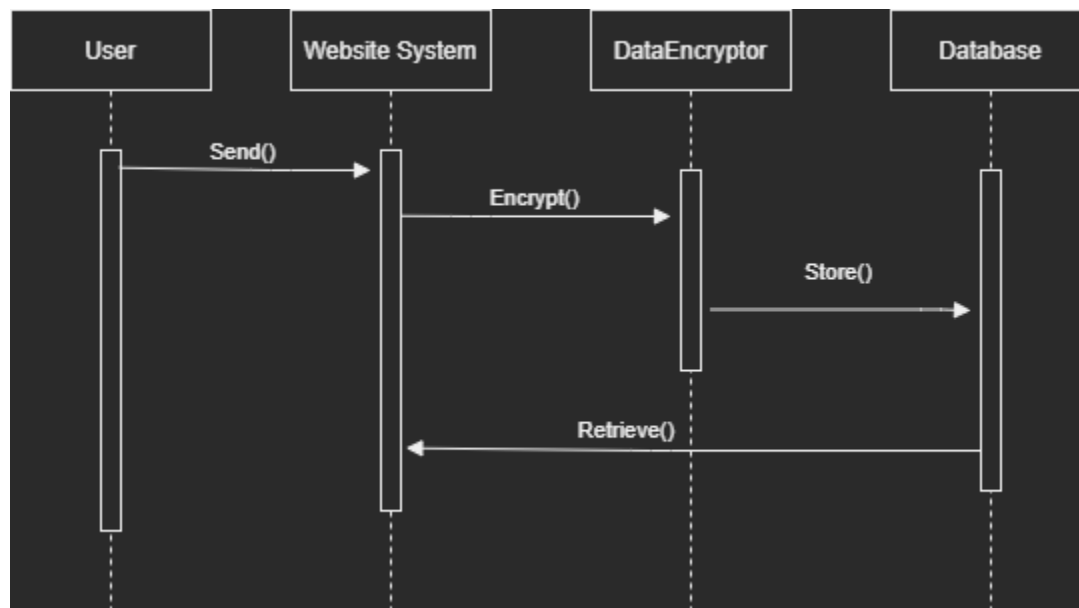 User
Website System
DataEncryptor
Database
Send()
Encrypt()
Store()
Retrieve()